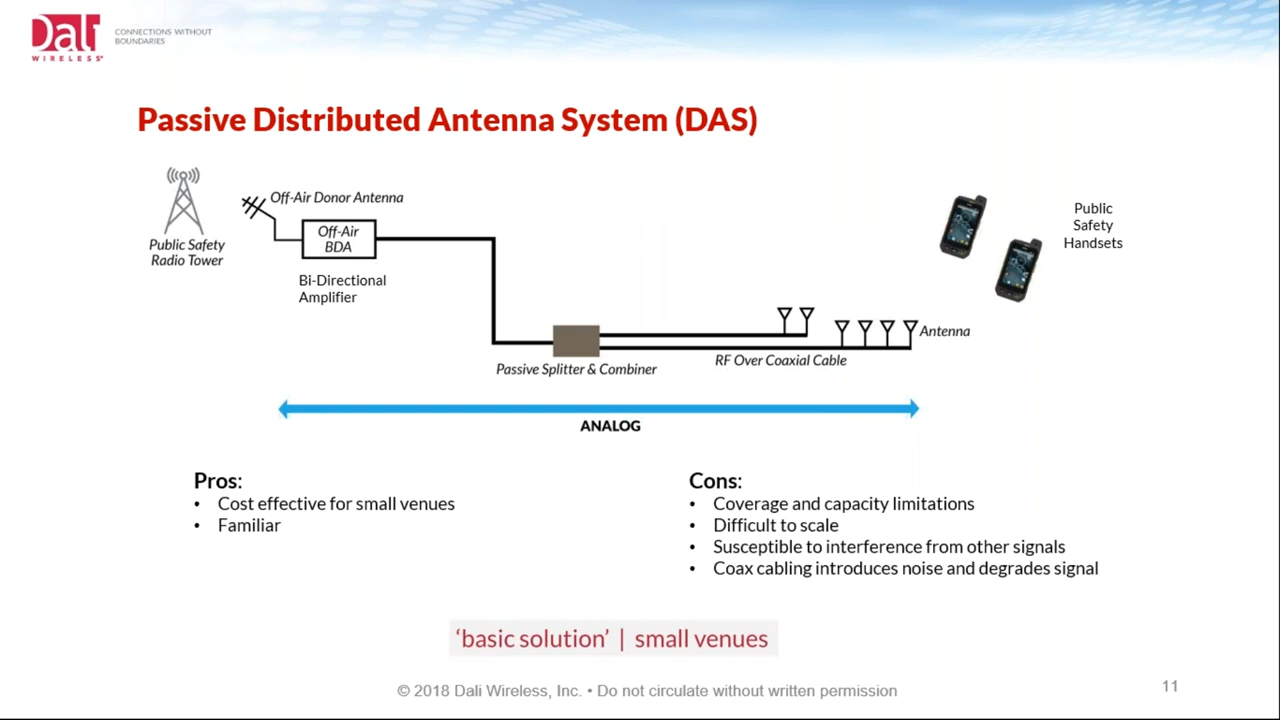 Dali
WIRELESS
CONNECTIONS WITHOUT
BOUNDARIES
Passive Distributed Antenna System (DAS)
Off-Air Donor Antenna
Public Safety
Radio Tower
Off-Air
BDA
Bi-Directional
Amplifier
Public
Safety
Handsets
Antenna
Passive Splitter & Combiner
RF Over Coaxial Cable
ANALOG
Pros:
• Cost effective for small venues
• Familiar
Cons:
• Coverage and capacity limitations
• Difficult to scale
• Susceptible to interference from other signals
• Coax cabling introduces noise and degrades signal
‘basic solution’ | small venues
© 2018 Dali Wireless, Inc. • Do not circulate without written permission
11